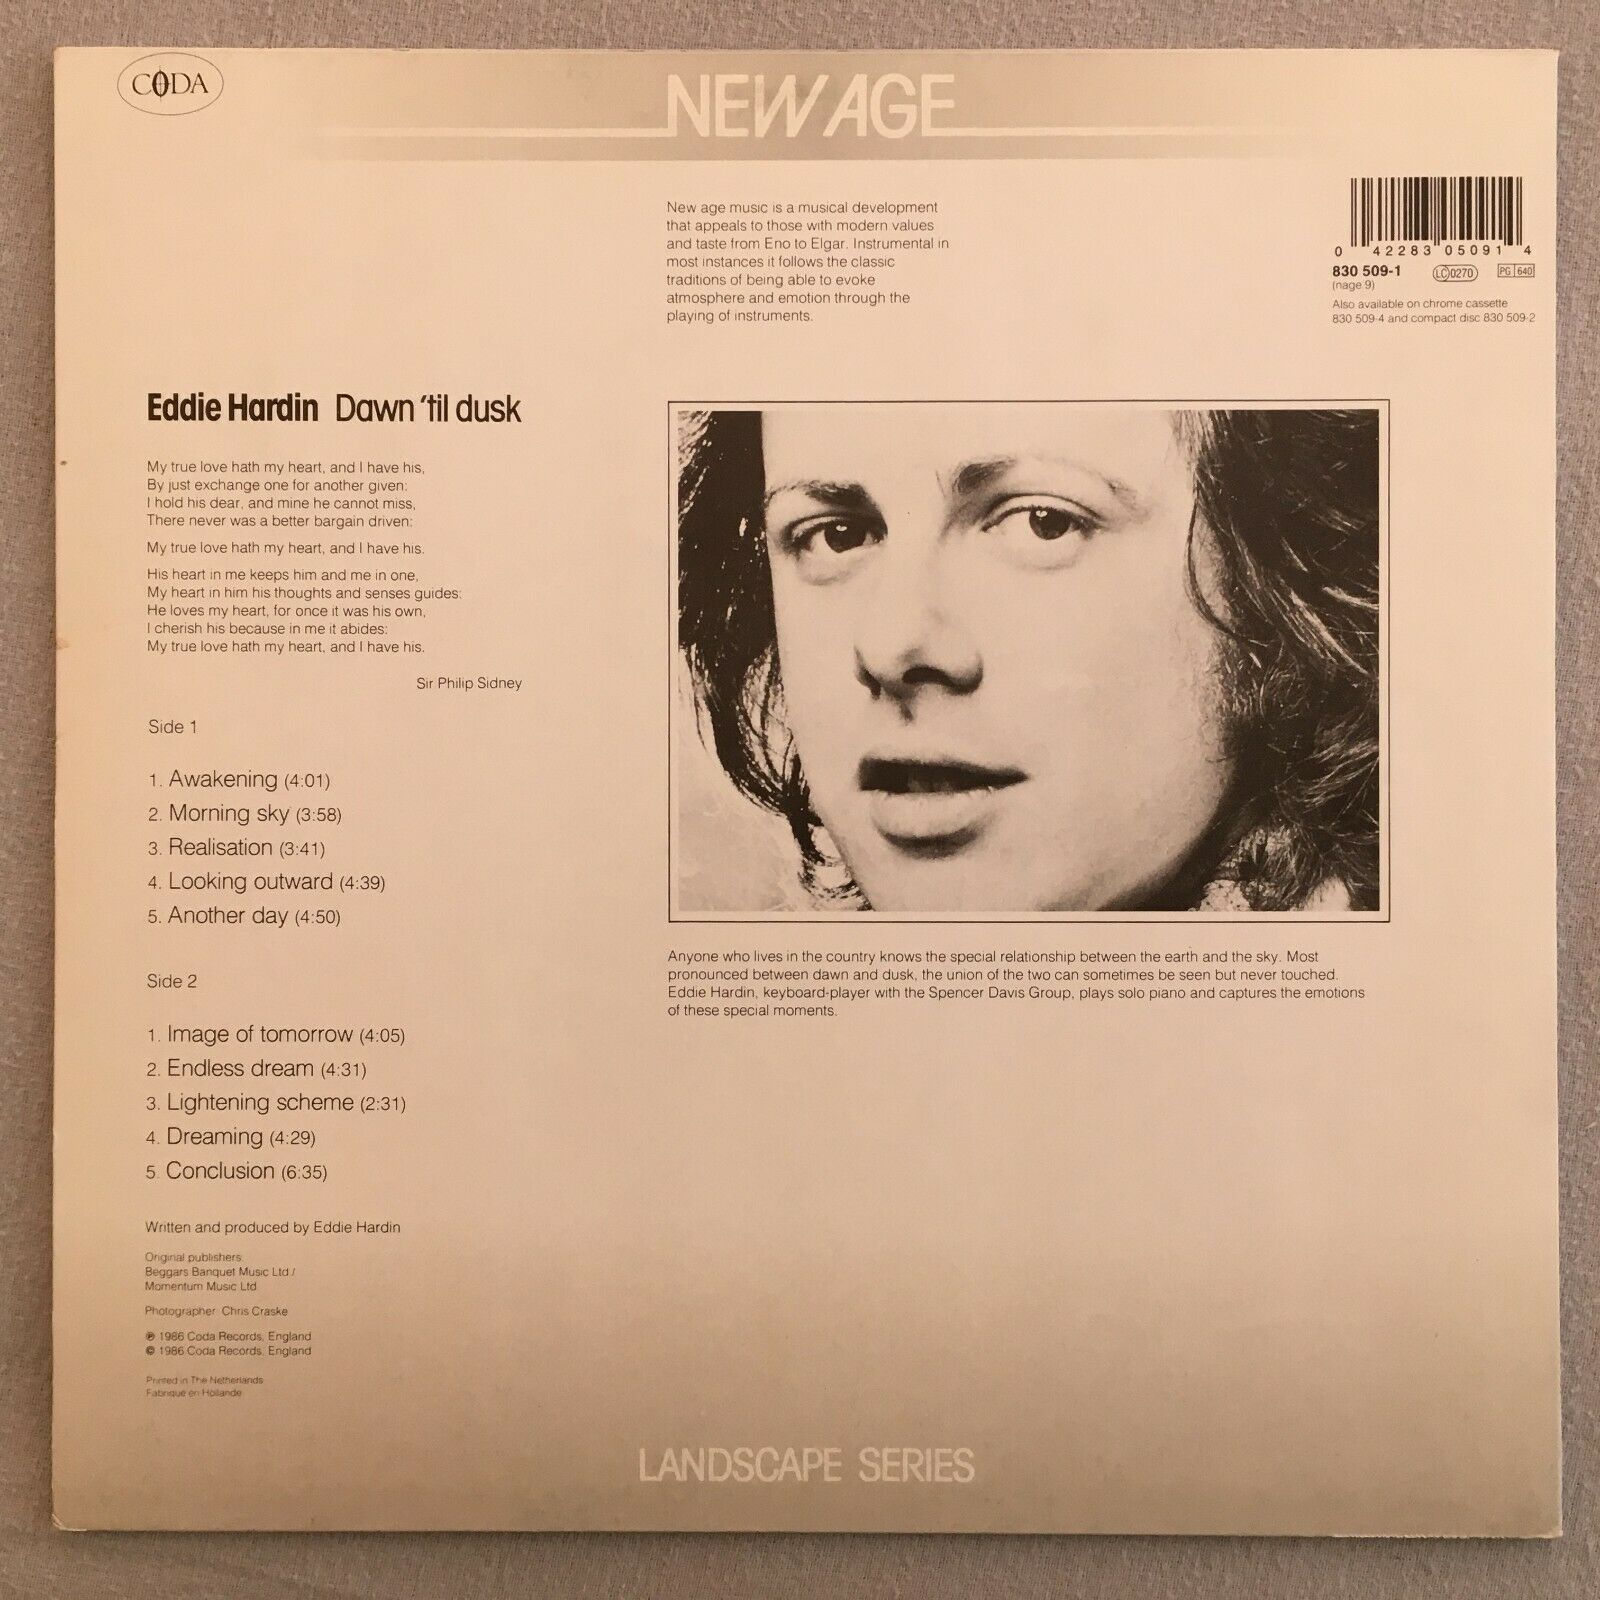 CODA
NEW AGE
New age music is a musical development
that appeals to those with modern values
and taste from Eno to Elgar. Instrumental in
most instances it follows the classic
traditions of being able to evoke
atmosphere and emotion through the
playing of instruments.
0 42283 05091 4
830 509-1
(nage 9)
LC 0270
PG 640
Also available on chrome cassette
830 509-4 and compact disc 830 509-2
Eddie Hardin Dawn 'til dusk
My true love hath my heart, and I have his,
By just exchange one for another given:
I hold his dear, and mine he cannot miss,
There never was a better bargain driven:
My true love hath my heart, and I have his.
His heart in me keeps him and me in one,
My heart in him his thoughts and senses guides:
He loves my heart, for once it was his own,
I cherish his because in me it abides:
My true love hath my heart, and I have his.
Sir Philip Sidney
Side 1
1. Awakening (4:01)
2. Morning sky (3:58)
3. Realisation (3:41)
4. Looking outward (4:39)
5. Another day (4:50)
Side 2
1. Image of tomorrow (4:05)
2. Endless dream (4:31)
3. Lightening scheme (2:31)
4. Dreaming (4:29)
5. Conclusion (6:35)
Written and produced by Eddie Hardin
Original publishers:
Beggars Banquet Music Ltd./
Momentum Music Ltd
Photographer Chris Craske
℗ 1986 Coda Records, England
© 1986 Coda Records, England
Printed in The Netherlands
Fabriqué en Hollande
Anyone who lives in the country knows the special relationship between the earth and the sky. Most
pronounced between dawn and dusk, the union of the two can sometimes be seen but never touched.
Eddie Hardin, keyboard-player with the Spencer Davis Group, plays solo piano and captures the emotions
of these special moments.
LANDSCAPE SERIES